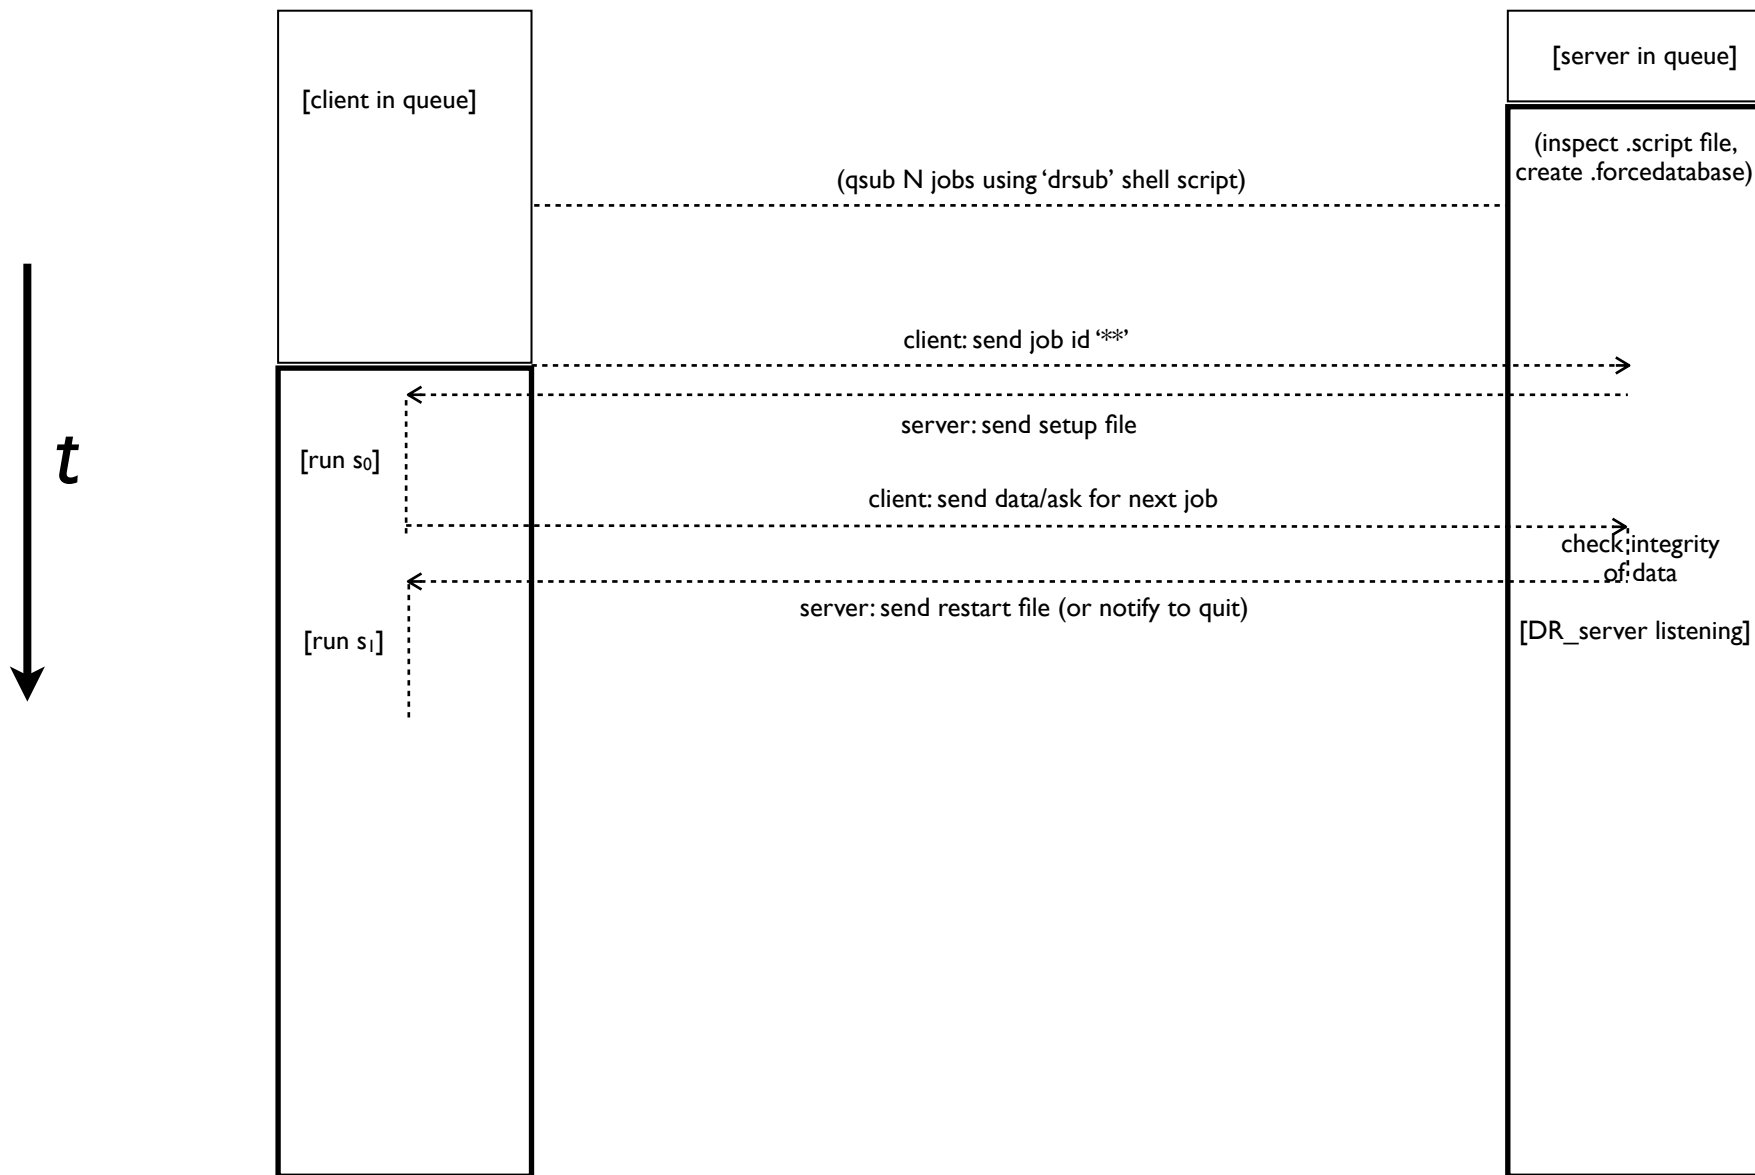 [server in queue]
[client in queue]
(inspect .script file,
create .forcedatabase)
(qsub N jobs using ‘drsub’ shell script)
client: send job id ‘**’
server: send setup file
t
[run s₀]
client: send data/ask for next job
check integrity
of data
server: send restart file (or notify to quit)
[run s₁]
[DR_server listening]